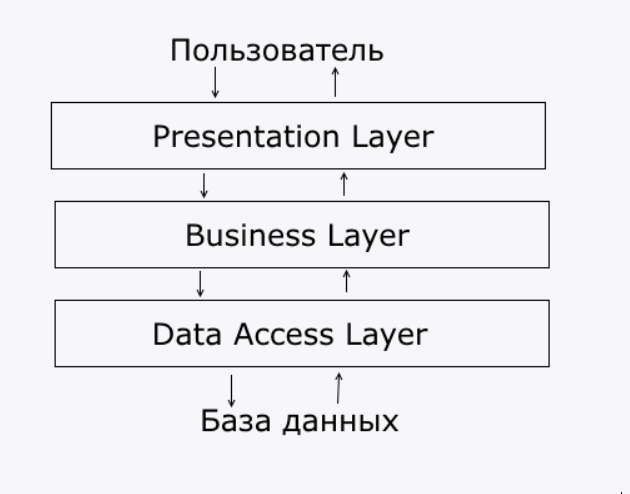 Пользователь
Presentation Layer
Business Layer
Data Access Layer
База данных